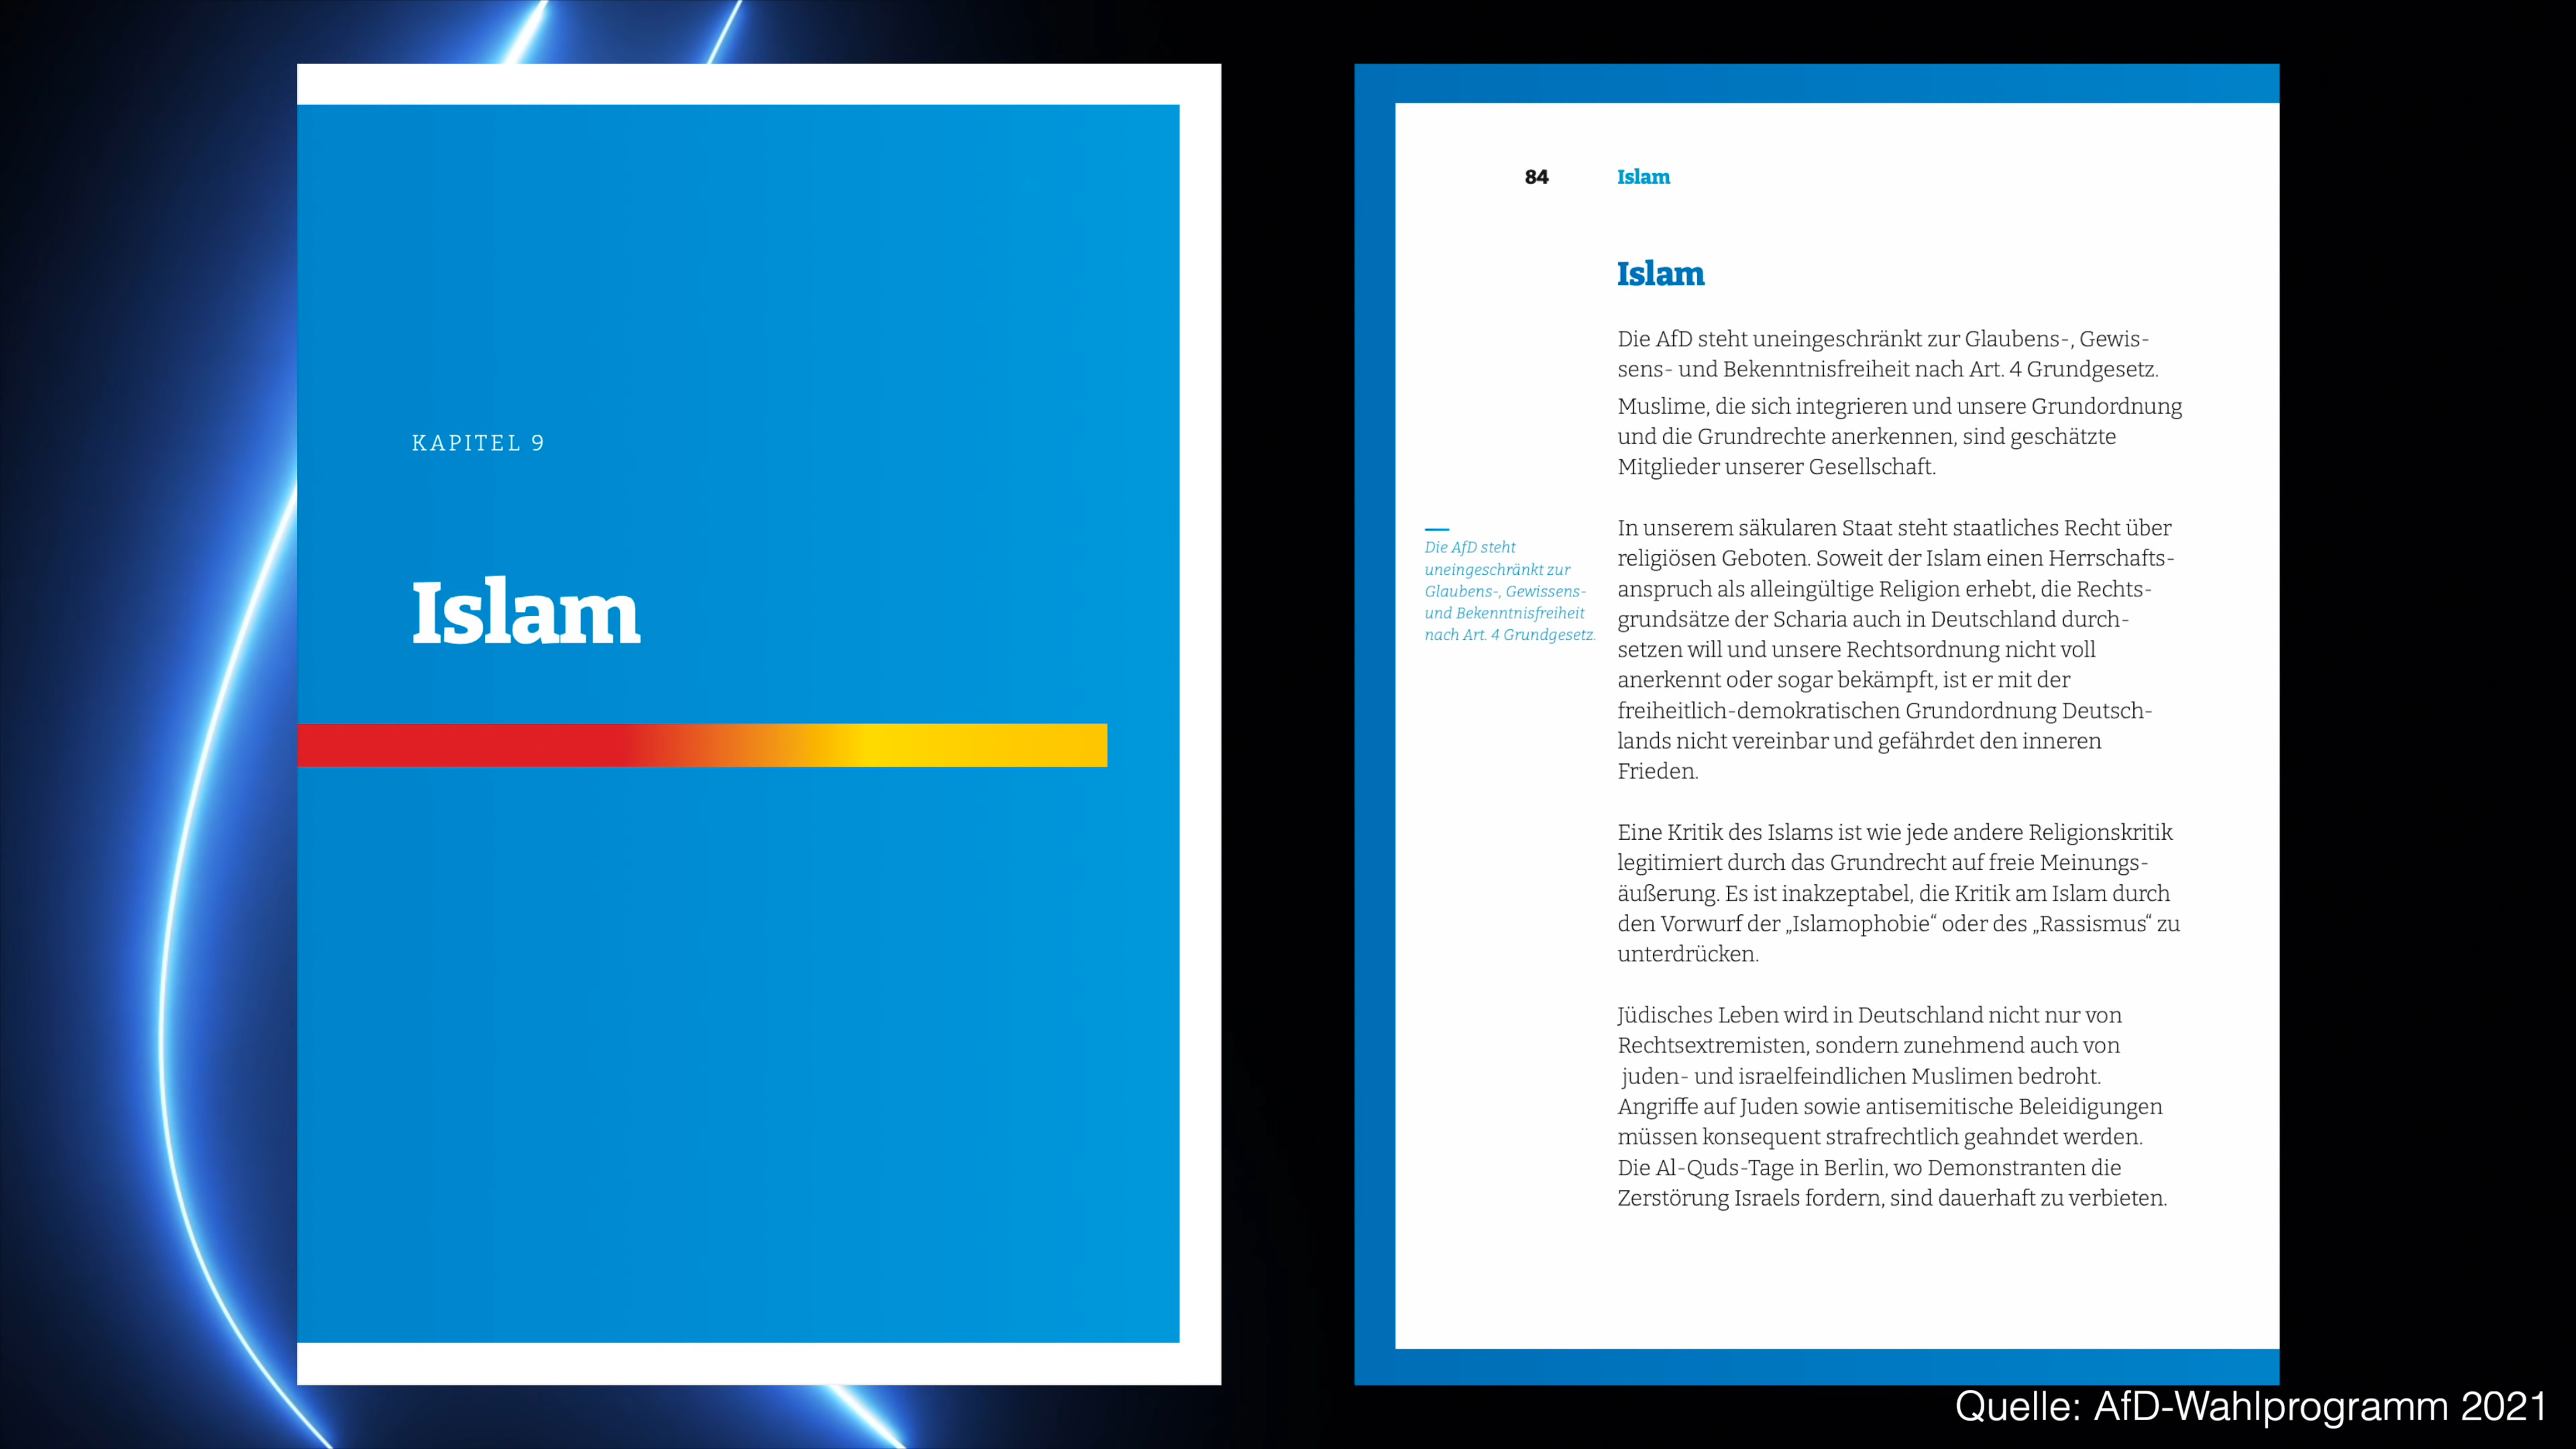 KAPITEL 9
Islam
84 Islam
Islam
Die AfD steht uneingeschränkt zur Glaubens-, Gewis-
sens- und Bekenntnisfreiheit nach Art. 4 Grundgesetz.
Muslime, die sich integrieren und unsere Grundordnung
und die Grundrechte anerkennen, sind geschätzte
Mitglieder unserer Gesellschaft.
Die AfD steht
uneingeschränkt zur
Glaubens-, Gewissens-
und Bekenntnisfreiheit
nach Art. 4 Grundgesetz.
In unserem säkularen Staat steht staatliches Recht über
religiösen Geboten. Soweit der Islam einen Herrschafts-
anspruch als alleingültige Religion erhebt, die Rechts-
grundsätze der Scharia auch in Deutschland durch-
setzen will und unsere Rechtsordnung nicht voll
anerkennt oder sogar bekämpft, ist er mit der
freiheitlich-demokratischen Grundordnung Deutsch-
lands nicht vereinbar und gefährdet den inneren
Frieden.
Eine Kritik des Islams ist wie jede andere Religionskritik
legitimiert durch das Grundrecht auf freie Meinungs-
äußerung. Es ist inakzeptabel, die Kritik am Islam durch
den Vorwurf der „Islamophobie“ oder des „Rassismus“ zu
unterdrücken.
Jüdisches Leben wird in Deutschland nicht nur von
Rechtsextremisten, sondern zunehmend auch von
juden- und israelfeindlichen Muslimen bedroht.
Angriffe auf Juden sowie antisemitische Beleidigungen
müssen konsequent strafrechtlich geahndet werden.
Die Al-Quds-Tage in Berlin, wo Demonstranten die
Zerstörung Israels fordern, sind dauerhaft zu verbieten.
Quelle: AfD-Wahlprogramm 2021